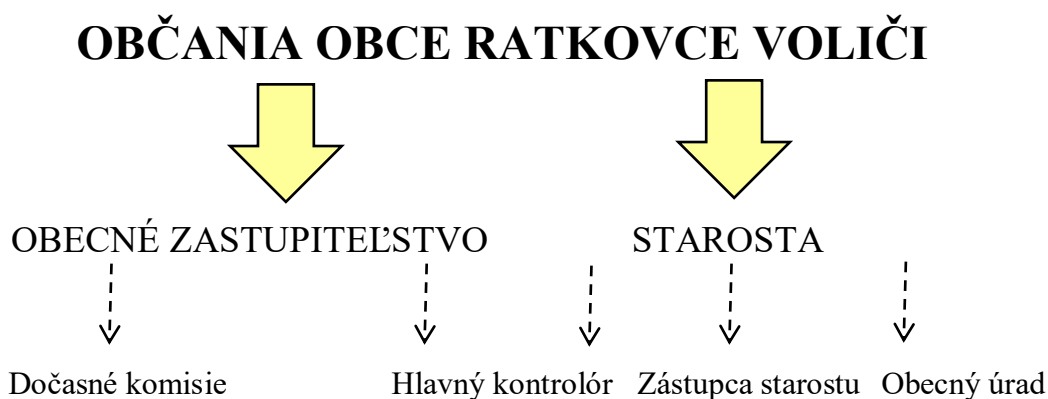 OBČANIA OBCE RATKOVCE VOLIČI
OBECNÉ ZASTUPITEĽSTVO STAROSTA
Dočasné komisie Hlavný kontrolór Zástupca starostu Obecný úrad